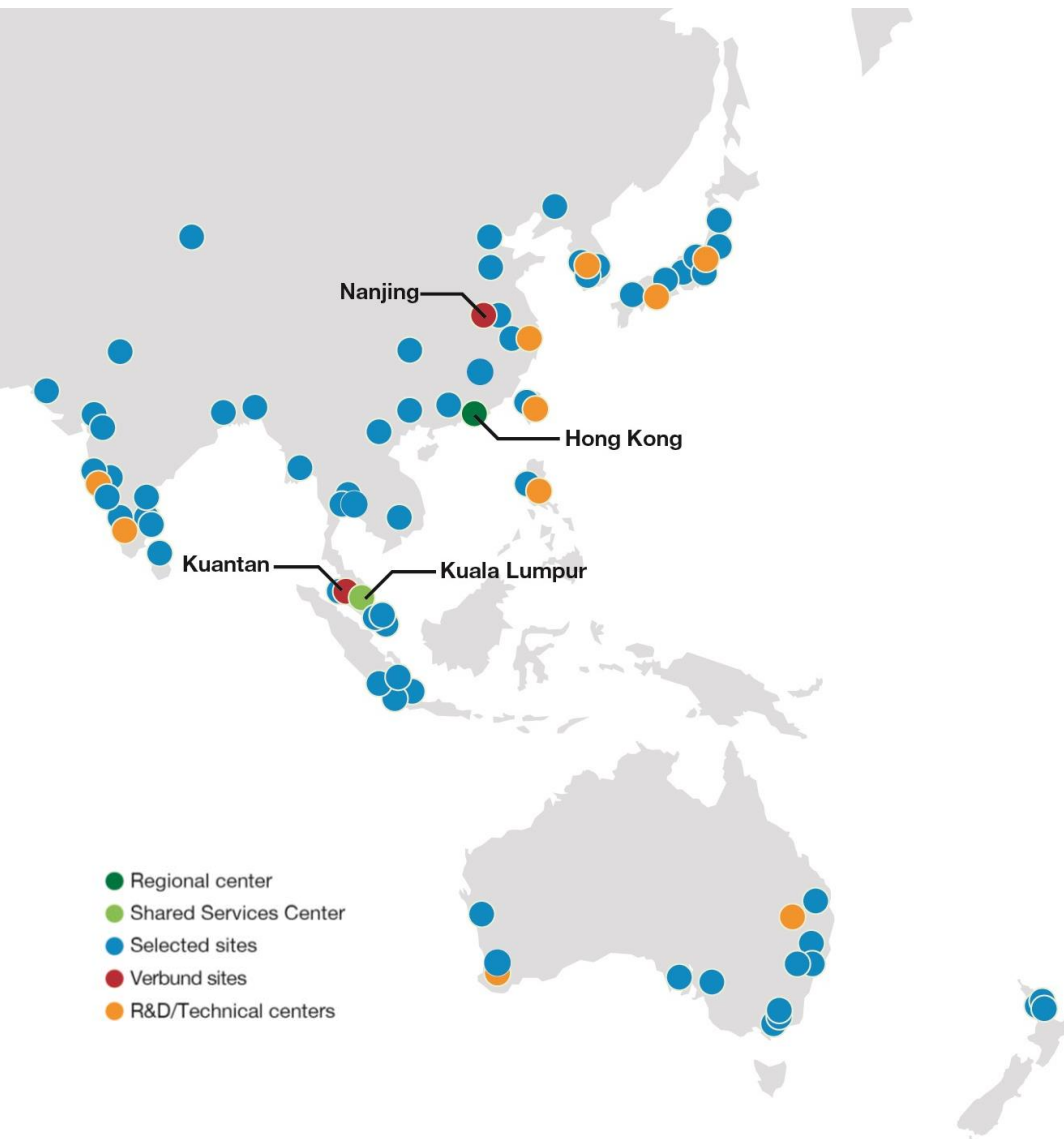 Nanjing
Hong Kong
Kuantan
Kuala Lumpur
Regional center
Shared Services Center
Selected sites
Verbund sites
R&D/Technical centers